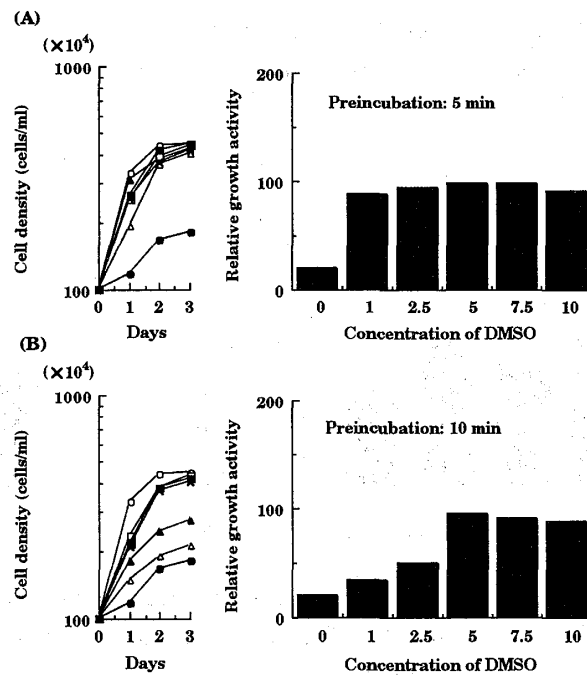 (A)
(×10⁴)
1000
100
Cell density (cells/ml)
0 1 2 3
Days
200
100
0
Relative growth activity
Preincubation: 5 min
0 1 2.5 5 7.5 10
Concentration of DMSO
(B)
(×10⁴)
1000
100
Cell density (cells/ml)
0 1 2 3
Days
200
100
0
Relative growth activity
Preincubation: 10 min
0 1 2.5 5 7.5 10
Concentration of DMSO